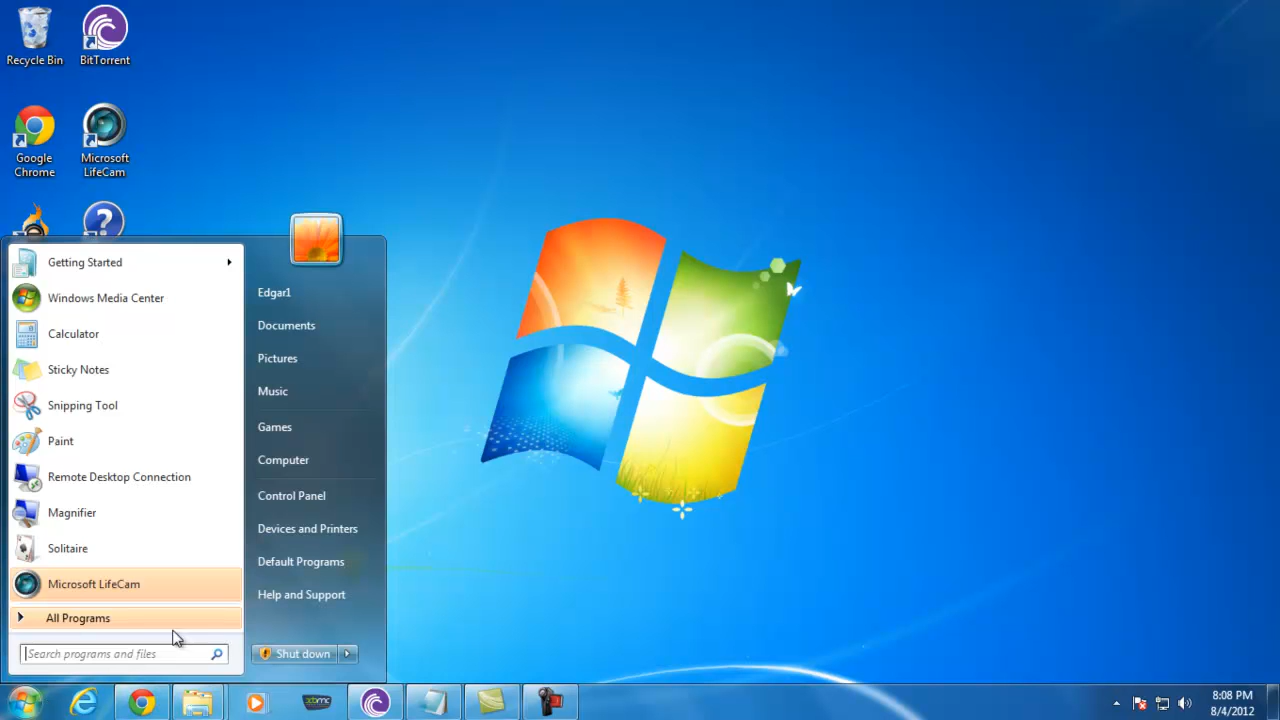 Recycle Bin
BitTorrent
Google
Chrome
Microsoft
LifeCam
Getting Started
Windows Media Center
Calculator
Sticky Notes
Snipping Tool
Paint
Remote Desktop Connection
Magnifier
Solitaire
Microsoft LifeCam
All Programs
Search programs and files
Edgar1
Documents
Pictures
Music
Games
Computer
Control Panel
Devices and Printers
Default Programs
Help and Support
Shut down
xbmc
8:08 PM
8/4/2012